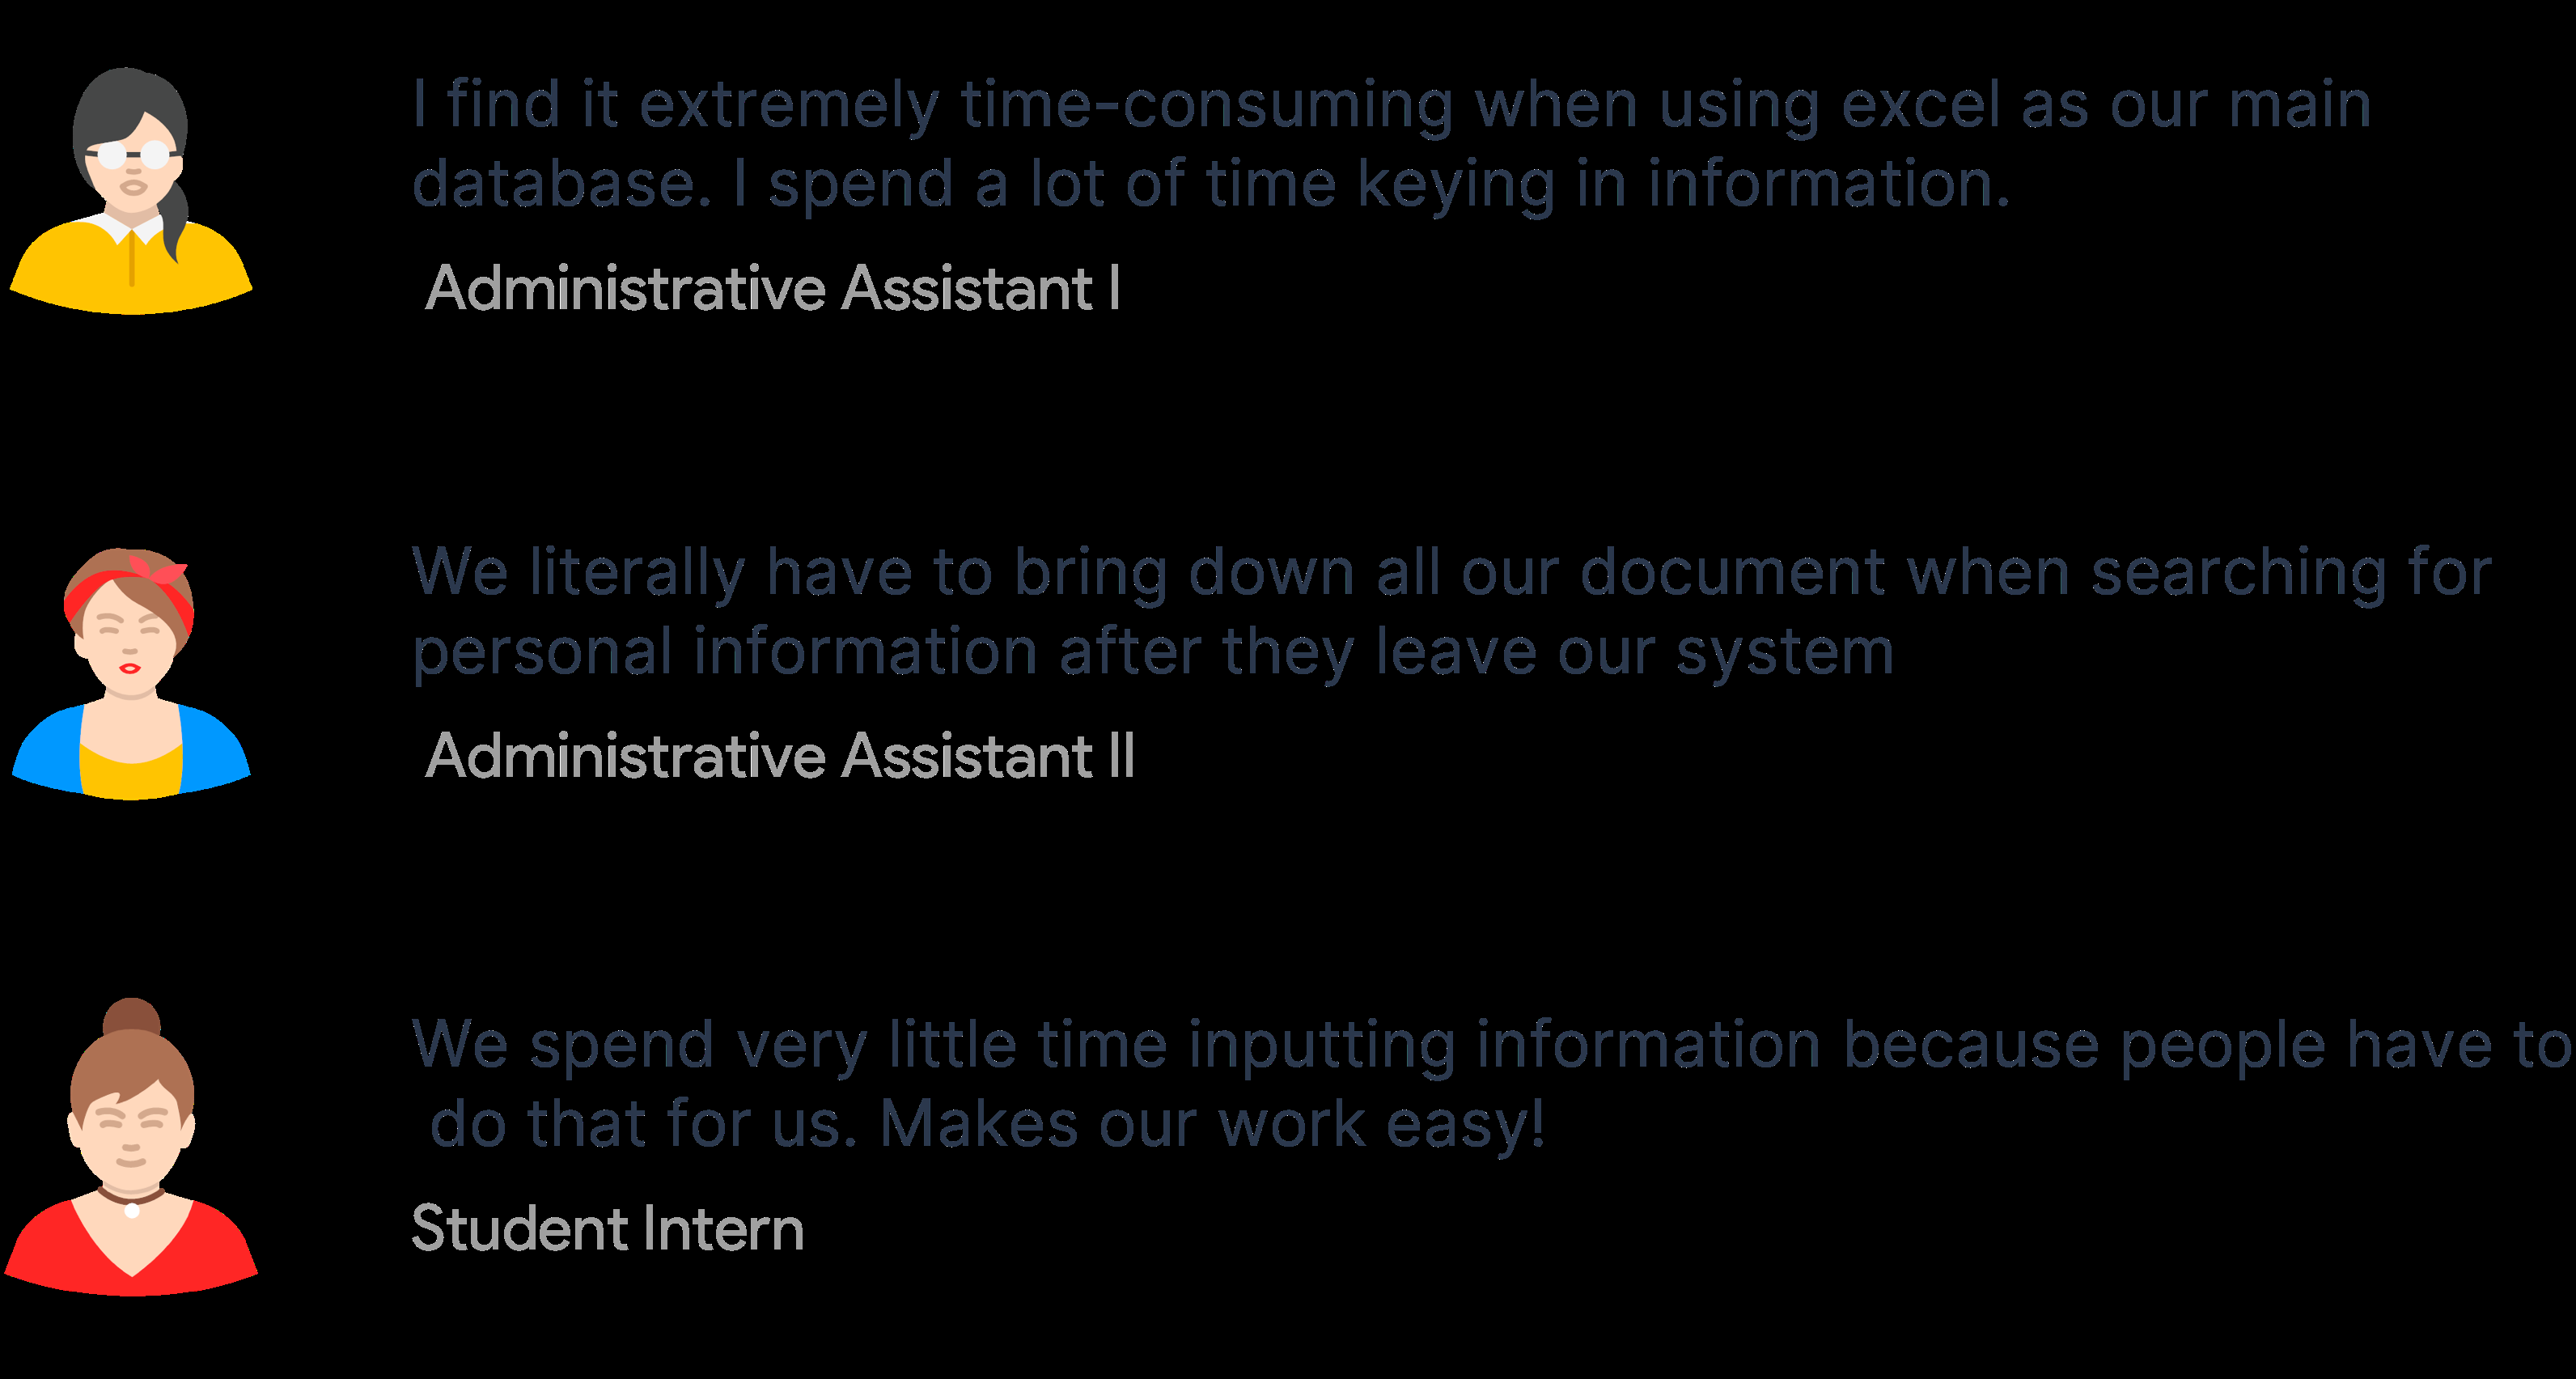 I find it extremely time-consuming when using excel as our main
database. I spend a lot of time keying in information.
Administrative Assistant I
We literally have to bring down all our document when searching for
personal information after they leave our system
Administrative Assistant II
We spend very little time inputting information because people have to
do that for us. Makes our work easy!
Student Intern